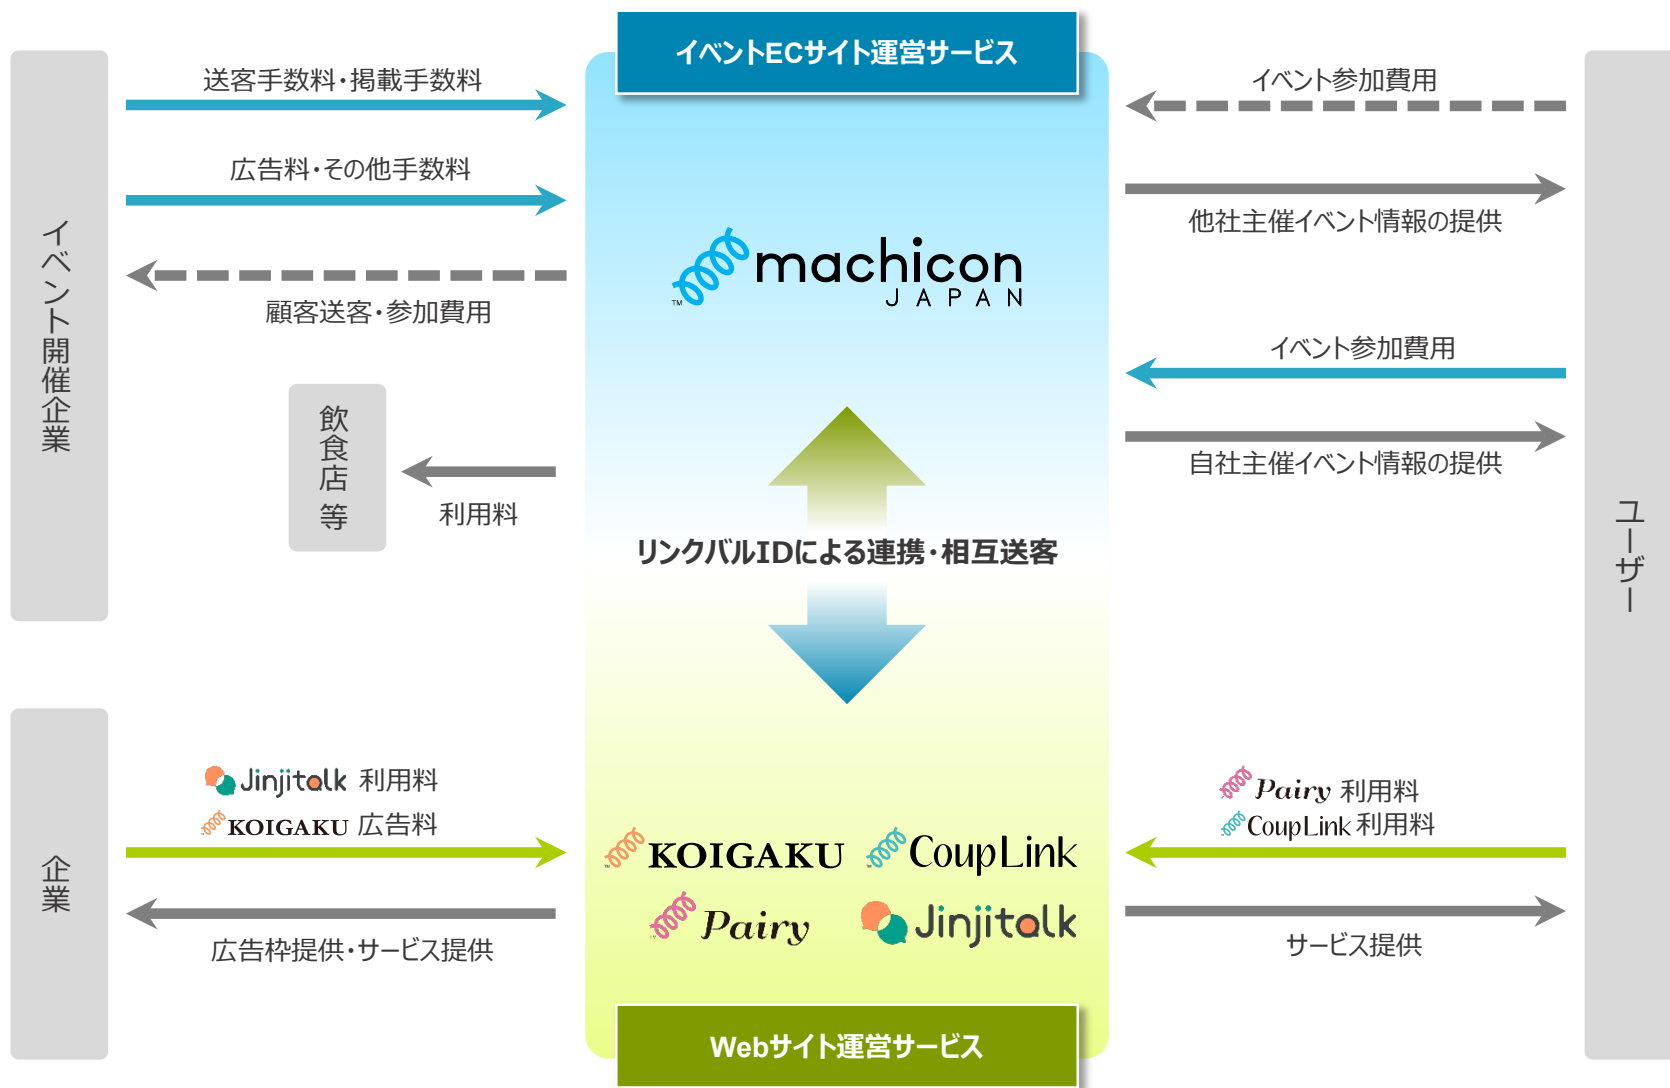 イベントECサイト運営サービス
送客手数料・掲載手数料
広告料・その他手数料
顧客送客・参加費用
イベント開催企業
飲食店 等
利用料
machicon
JAPAN
TM
イベント参加費用
他社主催イベント情報の提供
イベント参加費用
自社主催イベント情報の提供
ユーザー
リンクバルIDによる連携・相互送客
企業
Jinjitalk 利用料
KOIGAKU 広告料
広告枠提供・サービス提供
KOIGAKU CoupLink
Pairy Jinjitalk
Pairy 利用料
CoupLink 利用料
サービス提供
Webサイト運営サービス